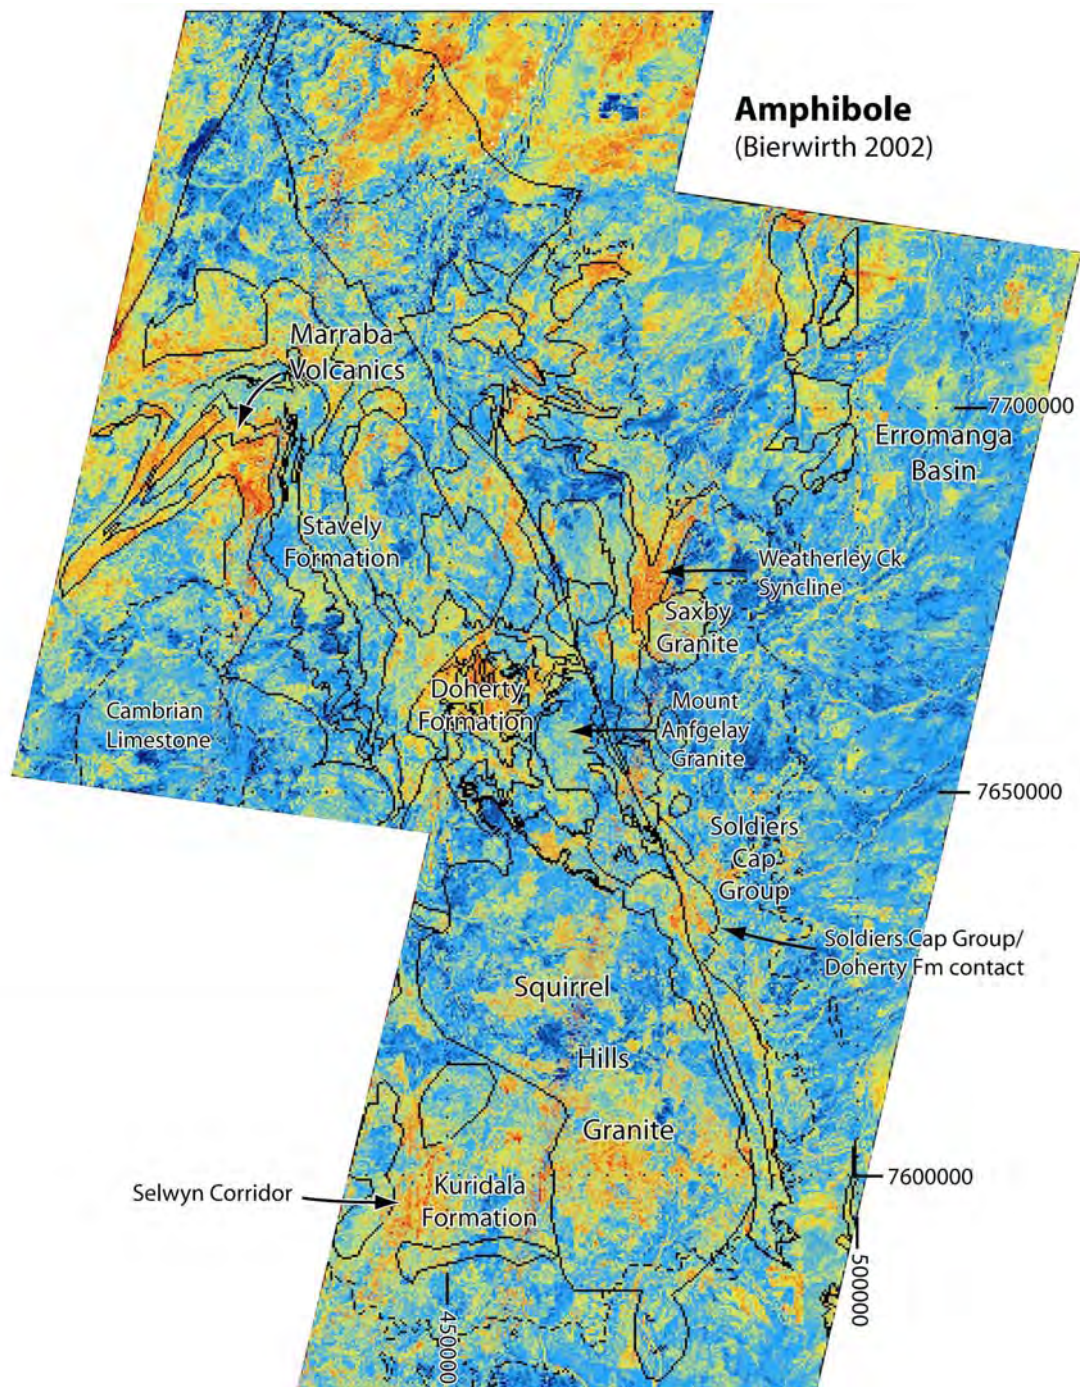 Amphibole
(Bierwirth 2002)
Marraba
Volcanics
7700000
Erromanga
Basin
Stavely
Formation
Weatherley Ck
Syncline
Saxby
Granite
Doherty
Formation
Mount
Anfgelay
Granite
Cambrian
Limestone
7650000
Soldiers
Cap
Group
Soldiers Cap Group/
Doherty Fm contact
Squirrel
Hills
Granite
7600000
Selwyn Corridor
Kuridala
Formation
500000
450000